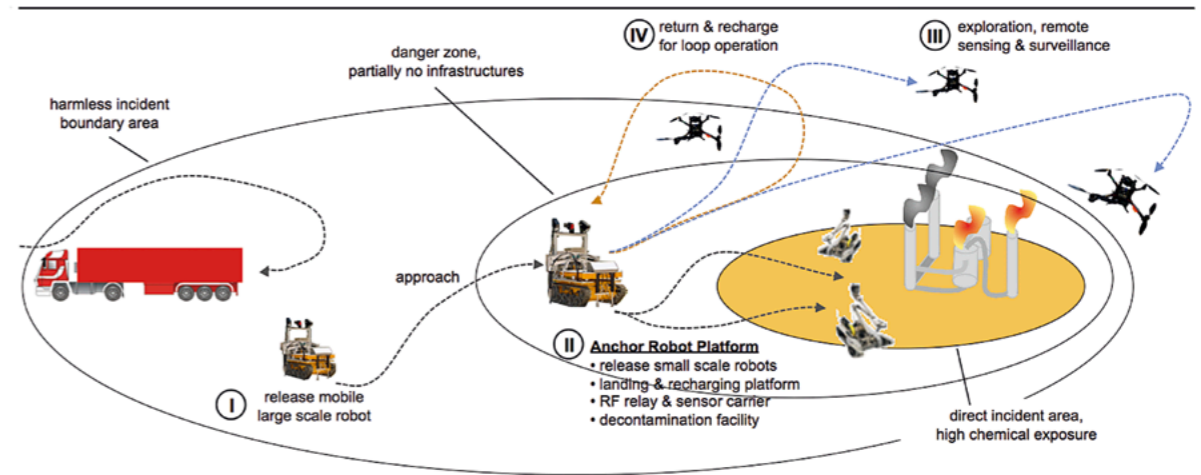 IV
return & recharge
for loop operation
III
exploration, remote
sensing & surveillance
danger zone,
partially no infrastructures
harmless incident
boundary area
approach
I
release mobile
large scale robot
II
Anchor Robot Platform
• release small scale robots
• landing & recharging platform
• RF relay & sensor carrier
• decontamination facility
direct incident area,
high chemical exposure